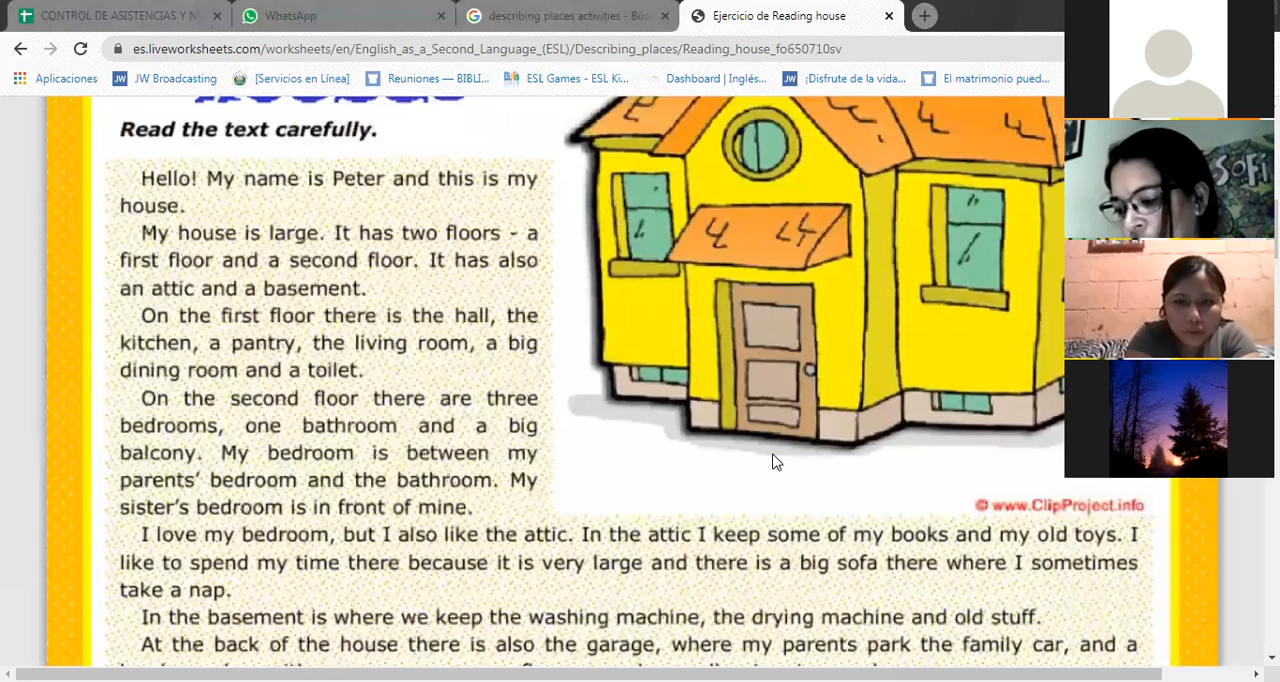 CONTROL DE ASISTENCIAS Y N
WhatsApp
describing places activities - Bús
Ejercicio de Reading house
es.liveworksheets.com/worksheets/en/English_as_a_Second_Language_(ESL)/Describing_places/Reading_house_fo650710sv
Aplicaciones
JW Broadcasting
[Servicios en Línea]
Reuniones — BIBLI...
ESL Games - ESL Ki...
Dashboard | Inglés...
¡Disfrute de la vida...
El matrimonio pued...
Read the text carefully.
Hello! My name is Peter and this is my
house.
My house is large. It has two floors - a
first floor and a second floor. It has also
an attic and a basement.
On the first floor there is the hall, the
kitchen, a pantry, the living room, a big
dining room and a toilet.
On the second floor there are three
bedrooms, one bathroom and a big
balcony. My bedroom is between my
parents' bedroom and the bathroom. My
sister's bedroom is in front of mine.
© www.ClipProject.info
I love my bedroom, but I also like the attic. In the attic I keep some of my books and my old toys. I
like to spend my time there because it is very large and there is a big sofa there where I sometimes
take a nap.
In the basement is where we keep the washing machine, the drying machine and old stuff.
At the back of the house there is also the garage, where my parents park the family car, and a
SOFi